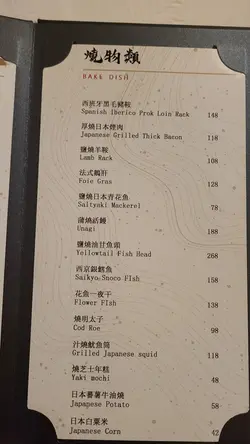 燒物類
BAKE DISH
西班牙黑毛豬鞍
Spanish Iberico Prok Loin Rack 148
厚燒日本煙肉
Japanese Grilled Thick Bacon 118
鹽燒羊鞍
Lamb Rack 108
法式鵝肝
Foie Gras 128
鹽燒日本青花魚
Saityaki Mackerel 78
蒲燒活鰻
Unagi 188
鹽燒油甘魚頭
Yellowtail Fish Head 268
西京銀鱈魚
Saikyo Snoco FIsh 158
花魚一夜干
Flower FIsh 138
燒明太子
Cod Roe 98
汁燒魷魚筒
Grilled Japanese squid 118
燒芝士年糕
Yaki mochi 48
日本蕃薯牛油燒
Japapese Potato 58
日本白粟米
Japanese Corn 42